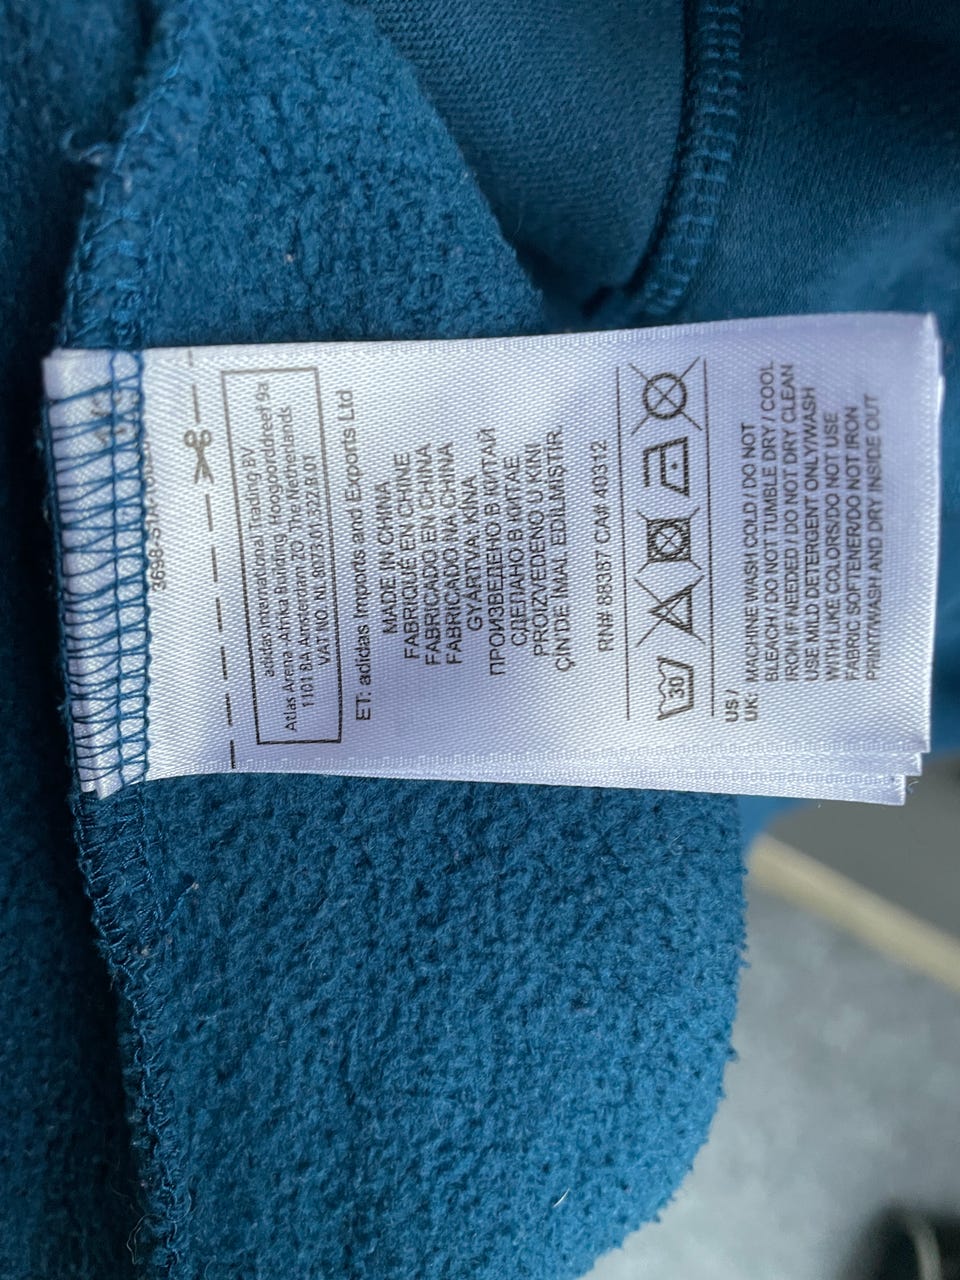 adidas International Trading BV
Atlas Arena Afrika Building, Hoogoorddreef 9a
1101 BA Amsterdam ZO The Netherlands
VAT NO. NL8073.01.322.B.01
ET: adidas Imports and Exports Ltd
MADE IN CHINA
FABRIQUÉ EN CHINE
FABRICADO EN CHINA
FABRICADO NA CHINA
GYÁRTVA KÍNA
ПРОИЗВЕДЕНО В КИТАЙ
СДЕЛАНО В КИТАЕ.
PROIZVEDENO U KINI
ÇİN'DE İMAL EDİLMİŞTİR.
RN# 88387 CA# 40312
30
US/
UK: MACHINE WASH COLD / DO NOT
BLEACH / DO NOT TUMBLE DRY / COOL
IRON IF NEEDED / DO NOT DRY CLEAN
USE MILD DETERGENT ONLY/WASH
WITH LIKE COLORS/DO NOT USE
FABRIC SOFTENER/DO NOT IRON
PRINT/WASH AND DRY INSIDE OUT